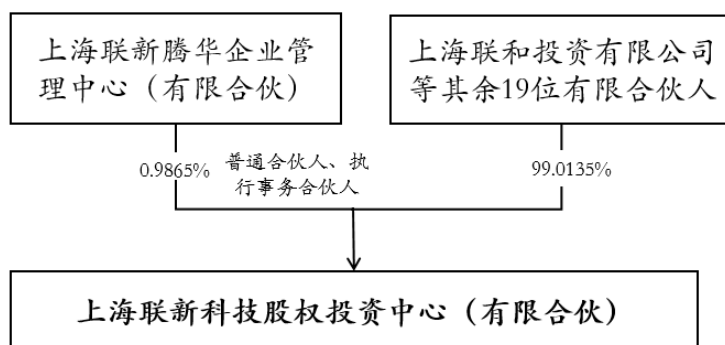 上海联新腾华企业管
理中心（有限合伙）
上海联和投资有限公司
等其余19位有限合伙人
0.9865%
普通合伙人、执
行事务合伙人
99.0135%
上海联新科技股权投资中心（有限合伙）